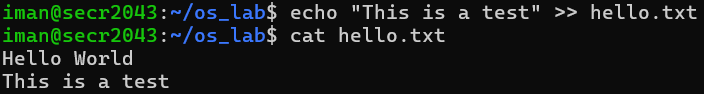 iman@secr2043:~/os_lab$ echo "This is a test" >> hello.txt
iman@secr2043:~/os_lab$ cat hello.txt
Hello World
This is a test